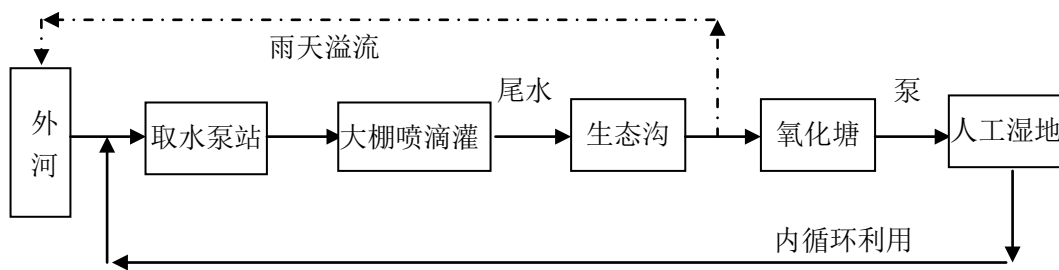 雨天溢流
外河
取水泵站
大棚喷滴灌
尾水
生态沟
氧化塘
泵
人工湿地
内循环利用